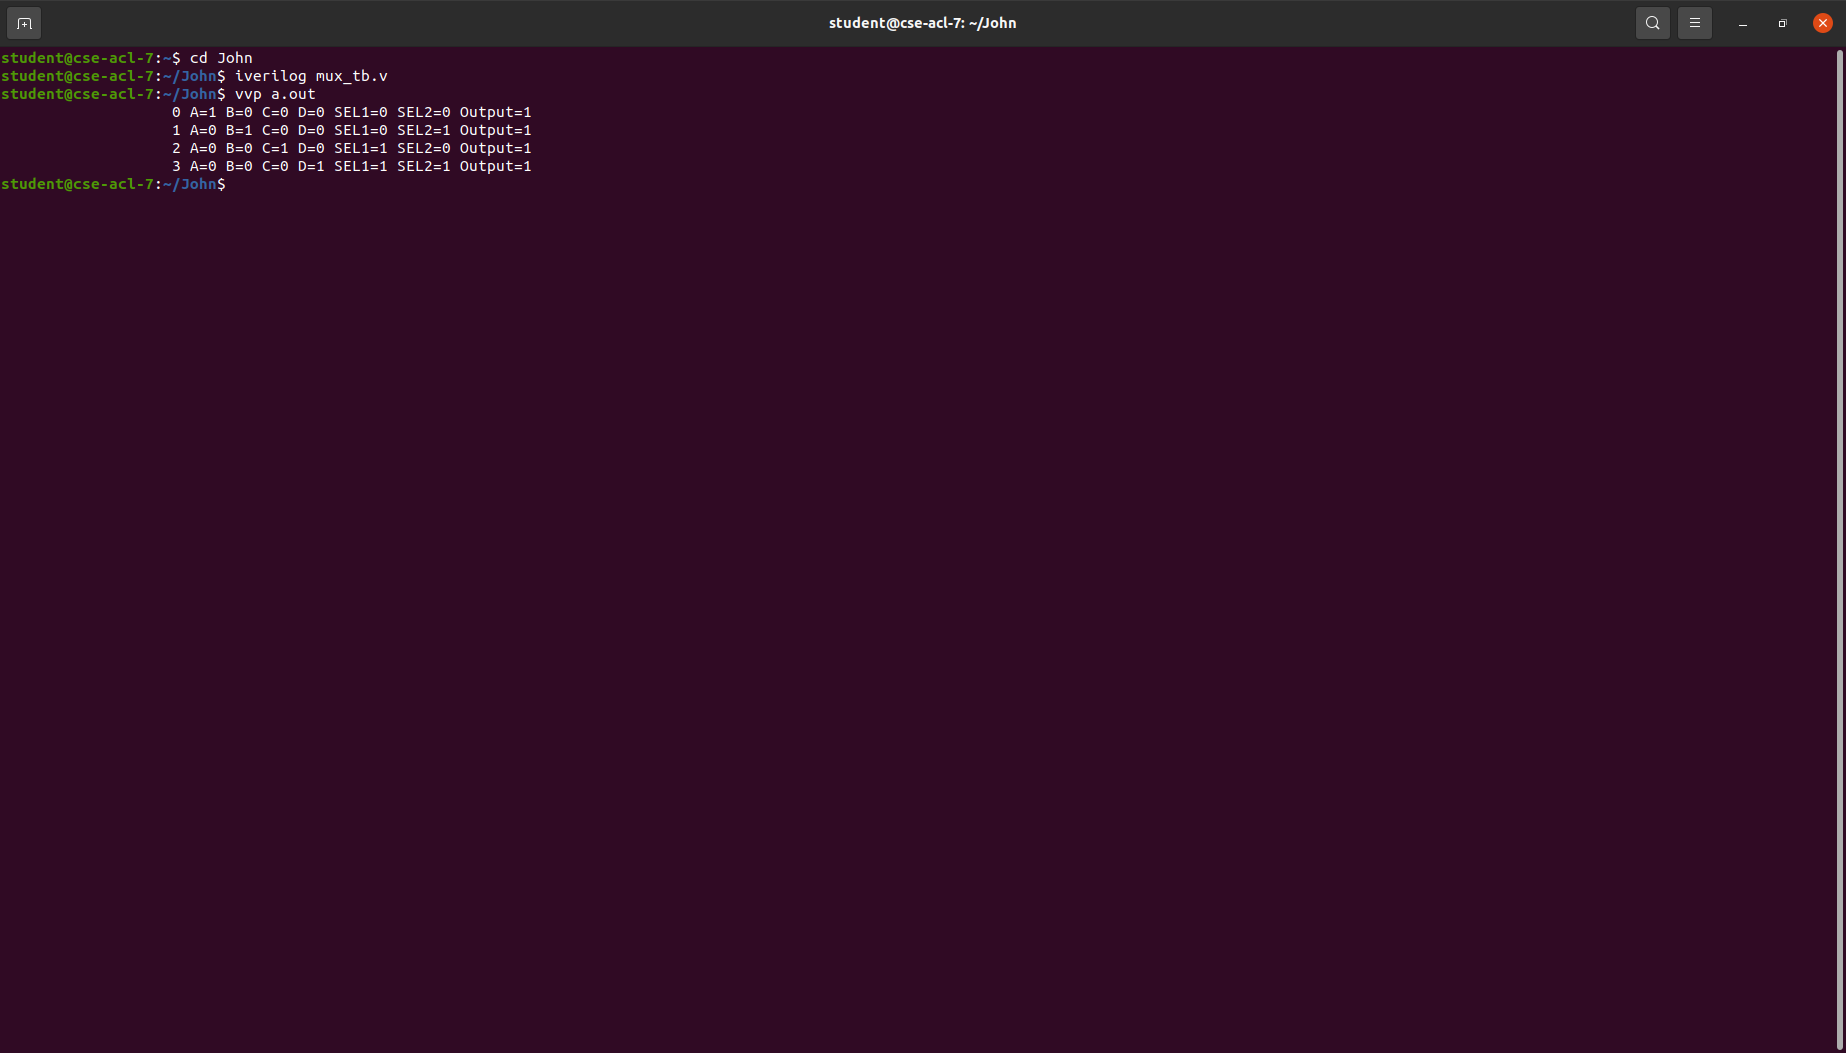 student@cse-acl-7: ~/John
student@cse-acl-7:~$ cd John
student@cse-acl-7:~/John$ iverilog mux_tb.v
student@cse-acl-7:~/John$ vvp a.out
                   0 A=1 B=0 C=0 D=0 SEL1=0 SEL2=0 Output=1
                   1 A=0 B=1 C=0 D=0 SEL1=0 SEL2=1 Output=1
                   2 A=0 B=0 C=1 D=0 SEL1=1 SEL2=0 Output=1
                   3 A=0 B=0 C=0 D=1 SEL1=1 SEL2=1 Output=1
student@cse-acl-7:~/John$